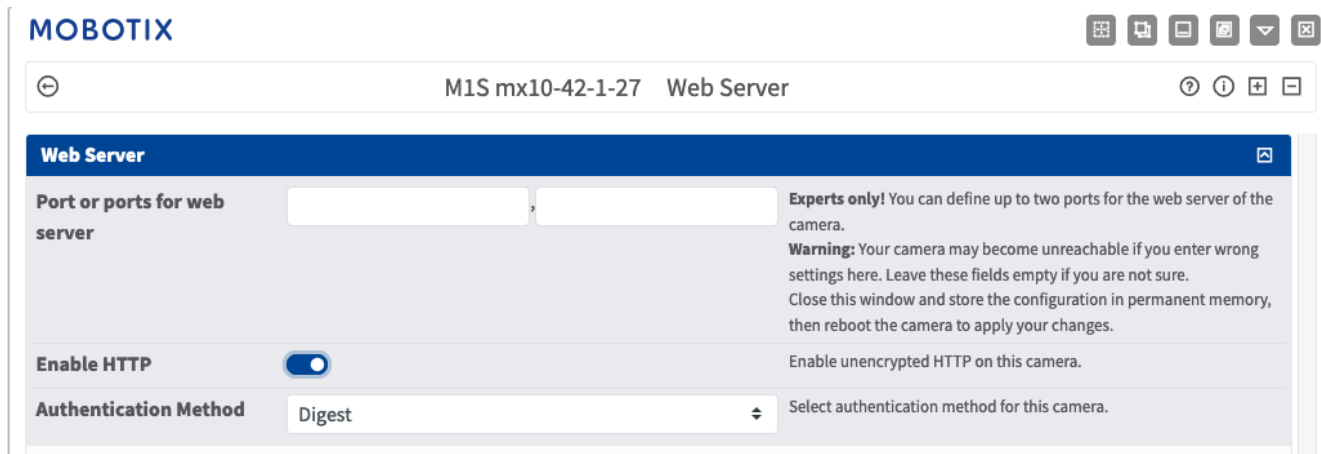 MOBOTIX
M1S mx10-42-1-27 Web Server
Web Server
Port or ports for web
server
,
Experts only! You can define up to two ports for the web server of the
camera.
Warning: Your camera may become unreachable if you enter wrong
settings here. Leave these fields empty if you are not sure.
Close this window and store the configuration in permanent memory,
then reboot the camera to apply your changes.
Enable HTTP
Enable unencrypted HTTP on this camera.
Authentication Method
Digest
Select authentication method for this camera.